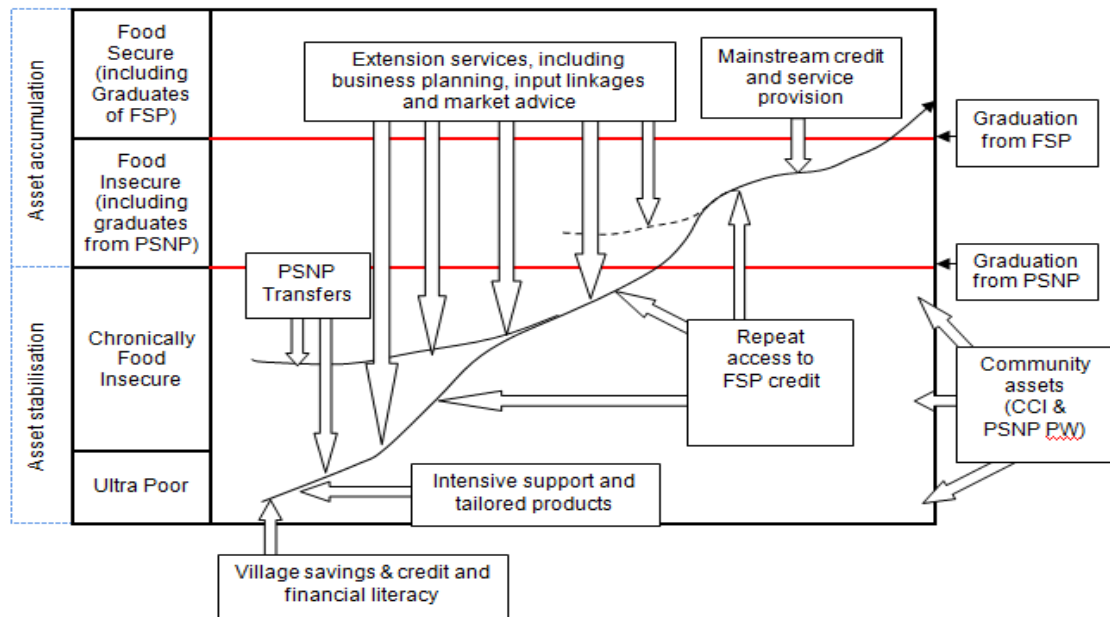 Asset accumulation
Asset stabilisation
Food
Secure
(including
Graduates
of FSP)
Food
Insecure
(including
graduates
from PSNP)
Chronically
Food
Insecure
Ultra Poor
Extension services, including
business planning, input linkages
and market advice
Mainstream credit
and service
provision
Graduation
from FSP
PSNP
Transfers
Graduation
from PSNP
Repeat
access to
FSP credit
Community
assets
(CCI &
PSNP PW)
Intensive support and
tailored products
Village savings & credit and
financial literacy